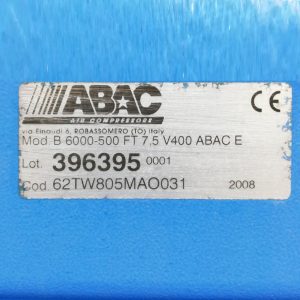 ABAC
AIR COMPRESSORS
CE
via Einaudi 6, ROBASSOMERO (TO) Italy
Mod. B 6000-500 FT 7,5 V400 ABAC E
Lot. 396395 0001
Cod. 62TW805MAO031 2008